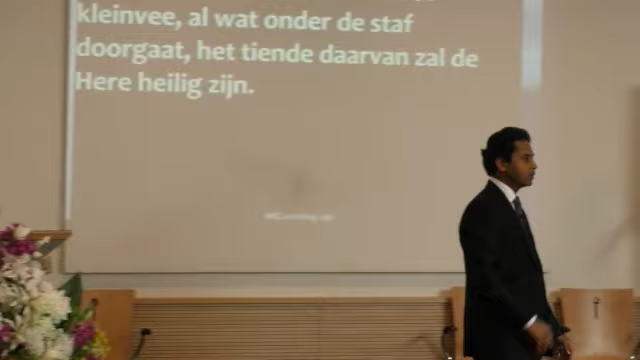 kleinvee, al wat onder de staf
doorgaat, het tiende daarvan zal de
Here heilig zijn.